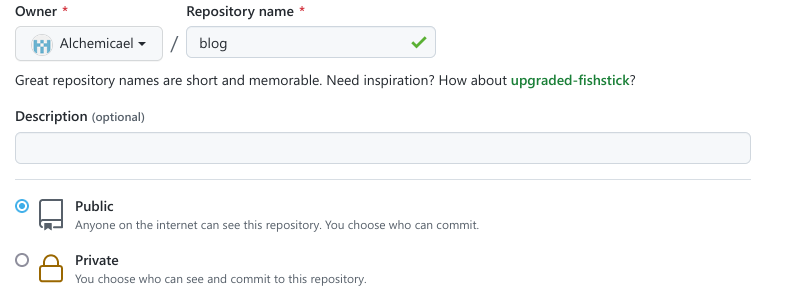 Owner * Repository name *
Alchemicael / blog
Great repository names are short and memorable. Need inspiration? How about upgraded-fishstick?
Description (optional)
Public
Anyone on the internet can see this repository. You choose who can commit.
Private
You choose who can see and commit to this repository.